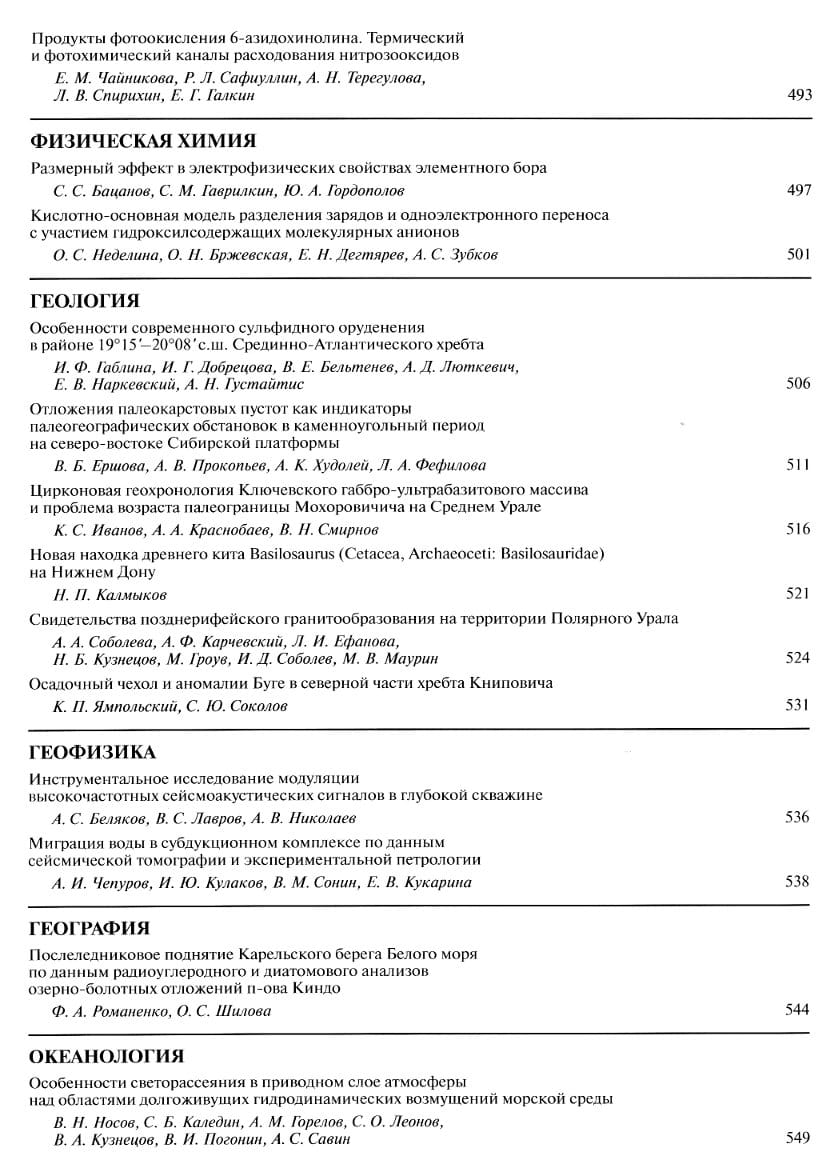 Продукты фотоокисления 6-азидохинолина. Термический
и фотохимический каналы расходования нитрозооксидов
Е. М. Чайникова, Р. Л. Сафиуллин, А. Н. Терегулова,
Л. В. Спирихин, Е. Г. Галкин 493
ФИЗИЧЕСКАЯ ХИМИЯ
Размерный эффект в электрофизических свойствах элементного бора
С. С. Бацанов, С. М. Гаврилкин, Ю. А. Гордополов 497
Кислотно-основная модель разделения зарядов и одноэлектронного переноса
с участием гидроксилсодержащих молекулярных анионов
О. С. Неделина, О. Н. Бржевская, Е. Н. Дегтярев, А. С. Зубков 501
ГЕОЛОГИЯ
Особенности современного сульфидного оруденения
в районе 19°15′–20°08′с.ш. Срединно-Атлантического хребта
И. Ф. Габлина, И. Г. Добрецова, В. Е. Бельтенев, А. Д. Люткевич,
Е. В. Наркевский, А. Н. Густайтис 506
Отложения палеокарстовых пустот как индикаторы
палеогеографических обстановок в каменноугольный период
на северо-востоке Сибирской платформы
В. Б. Ершова, А. В. Прокопьев, А. К. Худолей, Л. А. Фефилова 511
Цирконовая геохронология Ключевского габбро-ультрабазитового массива
и проблема возраста палеограницы Мохоровичича на Среднем Урале
К. С. Иванов, А. А. Краснобаев, В. Н. Смирнов 516
Новая находка древнего кита Basilosaurus (Cetacea, Archaeoceti: Basilosauridae)
на Нижнем Дону
Н. П. Калмыков 521
Свидетельства позднерифейского гранитообразования на территории Полярного Урала
А. А. Соболева, А. Ф. Карчевский, Л. И. Ефанова,
Н. Б. Кузнецов, М. Гроув, И. Д. Соболев, М. В. Маурин 524
Осадочный чехол и аномалии Буге в северной части хребта Книповича
К. П. Ямпольский, С. Ю. Соколов 531
ГЕОФИЗИКА
Инструментальное исследование модуляции
высокочастотных сейсмоакустических сигналов в глубокой скважине
А. С. Беляков, В. С. Лавров, А. В. Николаев 536
Миграция воды в субдукционном комплексе по данным
сейсмической томографии и экспериментальной петрологии
А. И. Чепуров, И. Ю. Кулаков, В. М. Сонин, Е. В. Кукарина 538
ГЕОГРАФИЯ
Послеледниковое поднятие Карельского берега Белого моря
по данным радиоуглеродного и диатомового анализов
озерно-болотных отложений п-ова Киндо
Ф. А. Романенко, О. С. Шилова 544
ОКЕАНОЛОГИЯ
Особенности светорассеяния в приводном слое атмосферы
над областями долгоживущих гидродинамических возмущений морской среды
В. Н. Носов, С. Б. Каледин, А. М. Горелов, С. О. Леонов,
В. А. Кузнецов, В. И. Погонин, А. С. Савин 549